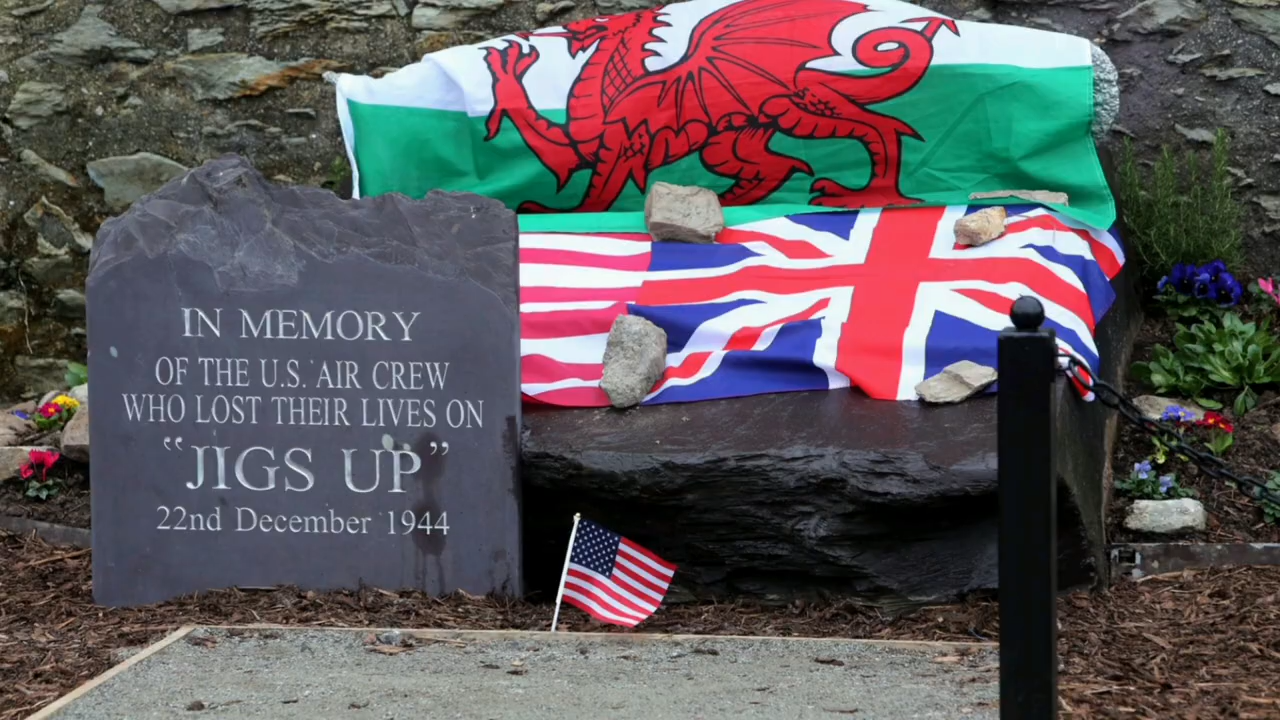 IN MEMORY
OF THE U.S. AIR CREW
WHO LOST THEIR LIVES ON
“JIGS UP”
22nd December 1944